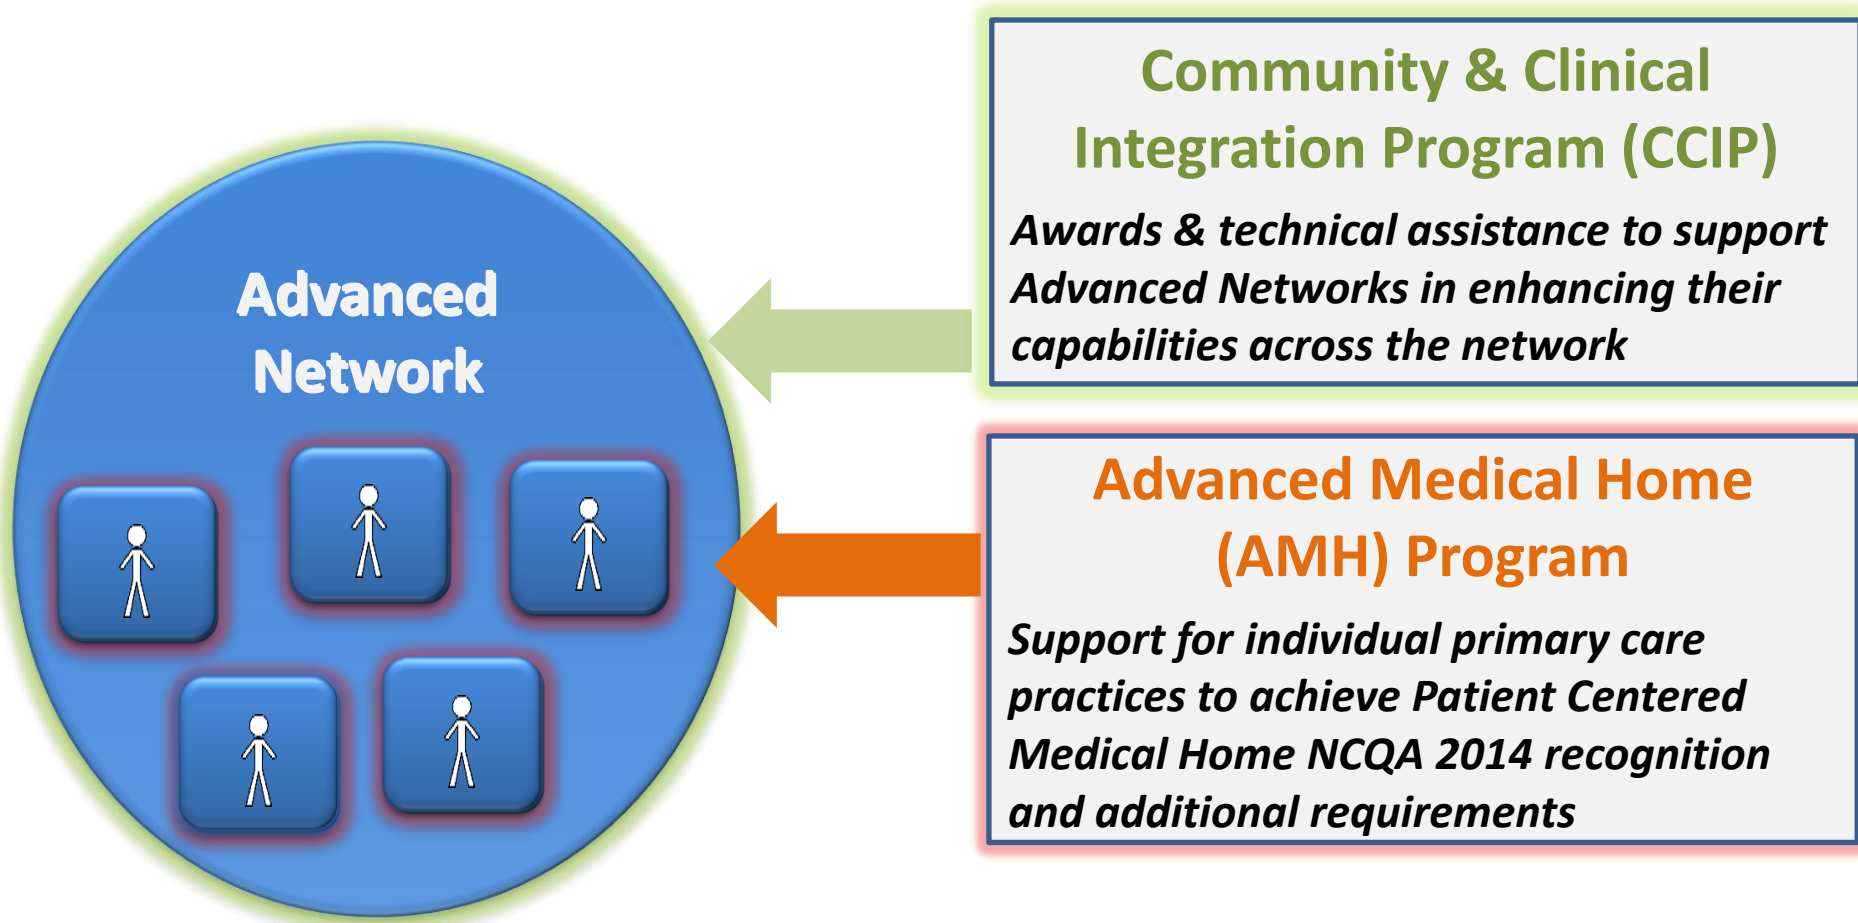 Advanced
Network
Community & Clinical
Integration Program (CCIP)
Awards & technical assistance to support
Advanced Networks in enhancing their
capabilities across the network
Advanced Medical Home
(AMH) Program
Support for individual primary care
practices to achieve Patient Centered
Medical Home NCQA 2014 recognition
and additional requirements